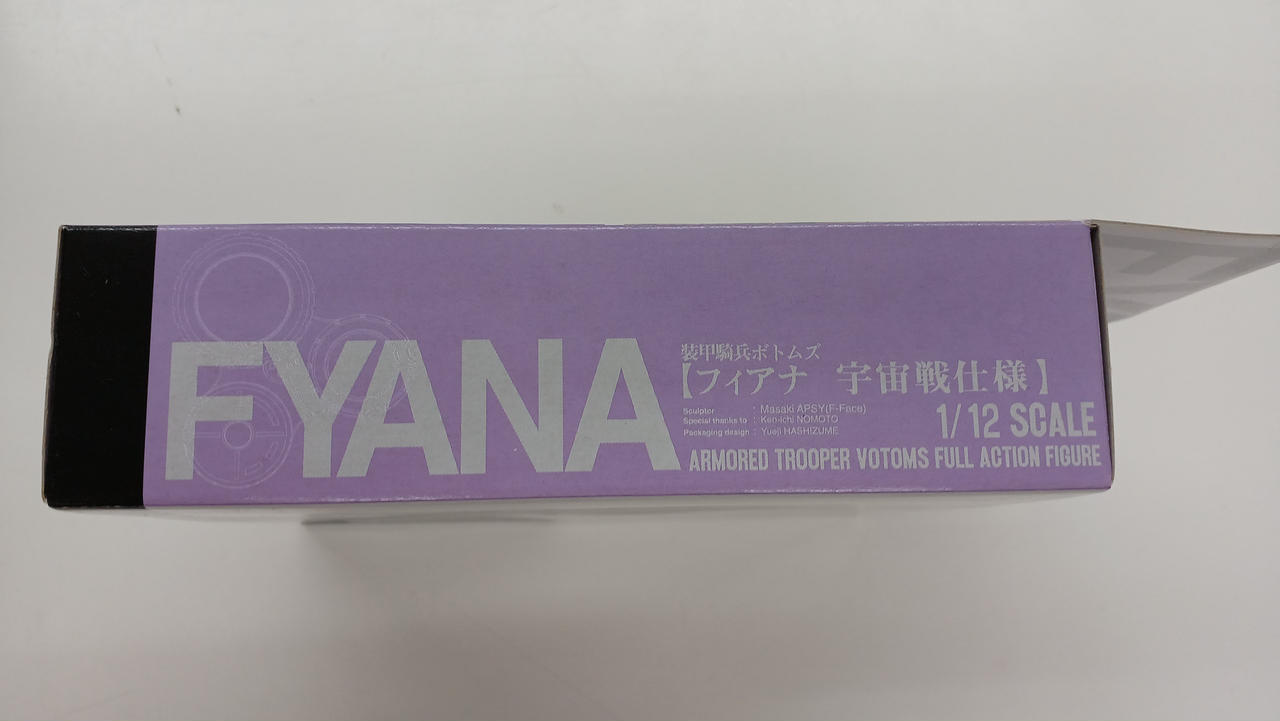 FYANA
装甲騎兵ボトムズ
【フィアナ 宇宙戦仕様】
Sculptor : Masaki APSY(F-Face)
Special thanks to : Ken-ichi NOMOTO
Packaging design : Yueji HASHIZUME
1/12 SCALE
ARMORED TROOPER VOTOMS FULL ACTION FIGURE